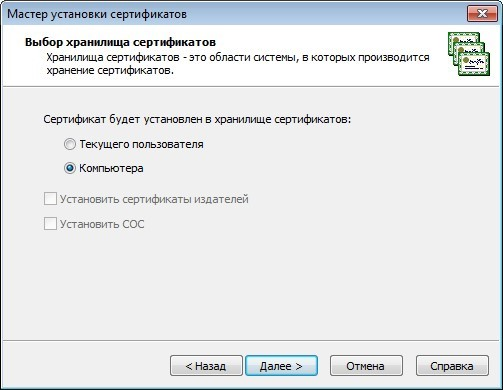 Мастер установки сертификатов
Выбор хранилища сертификатов
Хранилища сертификатов - это области системы, в которых производится
хранение сертификатов.
Сертификат будет установлен в хранилище сертификатов:
Текущего пользователя
Компьютера
Установить сертификаты издателей
Установить СОС
< Назад
Далее >
Отмена
Справка